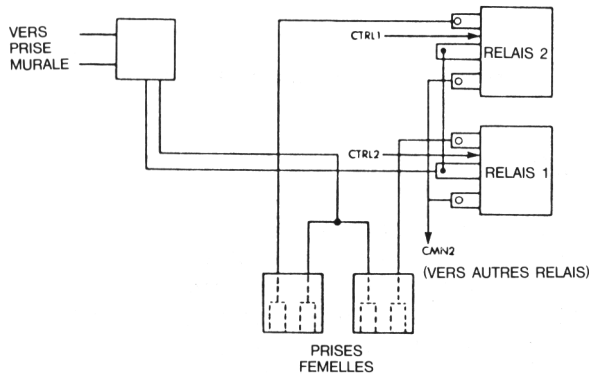 VERS
PRISE
MURALE
CTRL1
RELAIS 2
CTRL2
RELAIS 1
CMN2
(VERS AUTRES RELAIS)
PRISES
FEMELLES